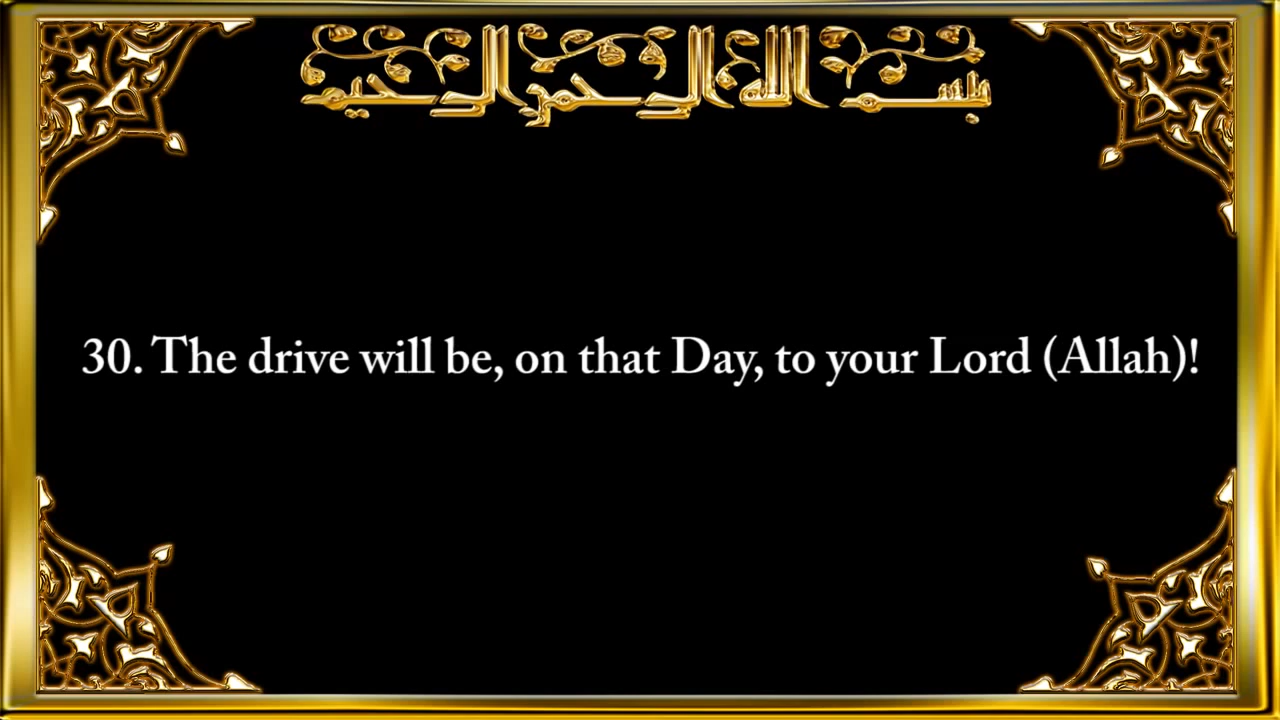 بسم الله الرحمن الرحيم
30. The drive will be, on that Day, to your Lord (Allah)!